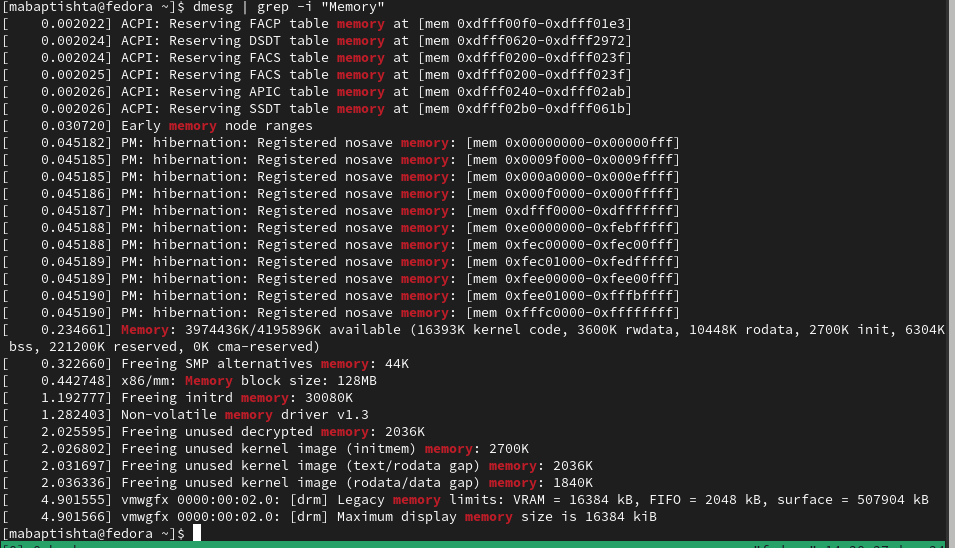 [mabaptishta@fedora ~]$ dmesg | grep -i "Memory"
[    0.002022] ACPI: Reserving FACP table memory at [mem 0xdfff00f0-0xdfff01e3]
[    0.002024] ACPI: Reserving DSDT table memory at [mem 0xdfff0620-0xdfff2972]
[    0.002024] ACPI: Reserving FACS table memory at [mem 0xdfff0200-0xdfff023f]
[    0.002025] ACPI: Reserving FACS table memory at [mem 0xdfff0200-0xdfff023f]
[    0.002026] ACPI: Reserving APIC table memory at [mem 0xdfff0240-0xdfff02ab]
[    0.002026] ACPI: Reserving SSDT table memory at [mem 0xdfff02b0-0xdfff061b]
[    0.030720] Early memory node ranges
[    0.045182] PM: hibernation: Registered nosave memory: [mem 0x00000000-0x00000fff]
[    0.045185] PM: hibernation: Registered nosave memory: [mem 0x0009f000-0x0009ffff]
[    0.045185] PM: hibernation: Registered nosave memory: [mem 0x000a0000-0x000effff]
[    0.045186] PM: hibernation: Registered nosave memory: [mem 0x000f0000-0x000fffff]
[    0.045187] PM: hibernation: Registered nosave memory: [mem 0xdfff0000-0xdfffffff]
[    0.045188] PM: hibernation: Registered nosave memory: [mem 0xe0000000-0xfebfffff]
[    0.045188] PM: hibernation: Registered nosave memory: [mem 0xfec00000-0xfec00fff]
[    0.045189] PM: hibernation: Registered nosave memory: [mem 0xfec01000-0xfedfffff]
[    0.045189] PM: hibernation: Registered nosave memory: [mem 0xfee00000-0xfee00fff]
[    0.045190] PM: hibernation: Registered nosave memory: [mem 0xfee01000-0xfffbffff]
[    0.045190] PM: hibernation: Registered nosave memory: [mem 0xfffc0000-0xffffffff]
[    0.234661] Memory: 3974436K/4195896K available (16393K kernel code, 3600K rwdata, 10448K rodata, 2700K init, 6304K
bss, 221200K reserved, 0K cma-reserved)
[    0.322660] Freeing SMP alternatives memory: 44K
[    0.442748] x86/mm: Memory block size: 128MB
[    1.192777] Freeing initrd memory: 30080K
[    1.282403] Non-volatile memory driver v1.3
[    2.025595] Freeing unused decrypted memory: 2036K
[    2.026802] Freeing unused kernel image (initmem) memory: 2700K
[    2.031697] Freeing unused kernel image (text/rodata gap) memory: 2036K
[    2.036336] Freeing unused kernel image (rodata/data gap) memory: 1840K
[    4.901555] vmwgfx 0000:00:02.0: [drm] Legacy memory limits: VRAM = 16384 kB, FIFO = 2048 kB, surface = 507904 kB
[    4.901566] vmwgfx 0000:00:02.0: [drm] Maximum display memory size is 16384 kiB
[mabaptishta@fedora ~]$